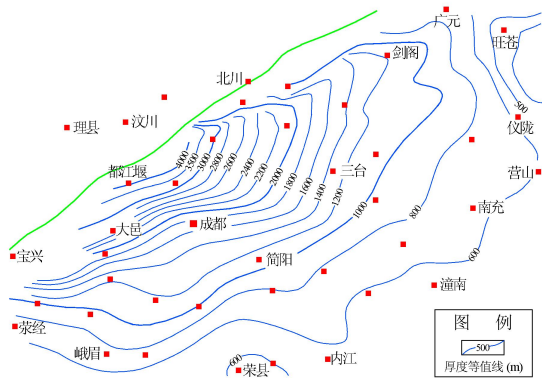 广元
旺苍
剑阁
北川
500
理县
汶川
仪陇
4000
3500
3000
2800
2600
2400
2200
2000
1800
1600
1400
1200
1000
800
600
都江堰
三台
营山
大邑
成都
南充
宝兴
简阳
潼南
荥经
峨眉
内江
600
荣县
图 例
500
厚度等值线 (m)